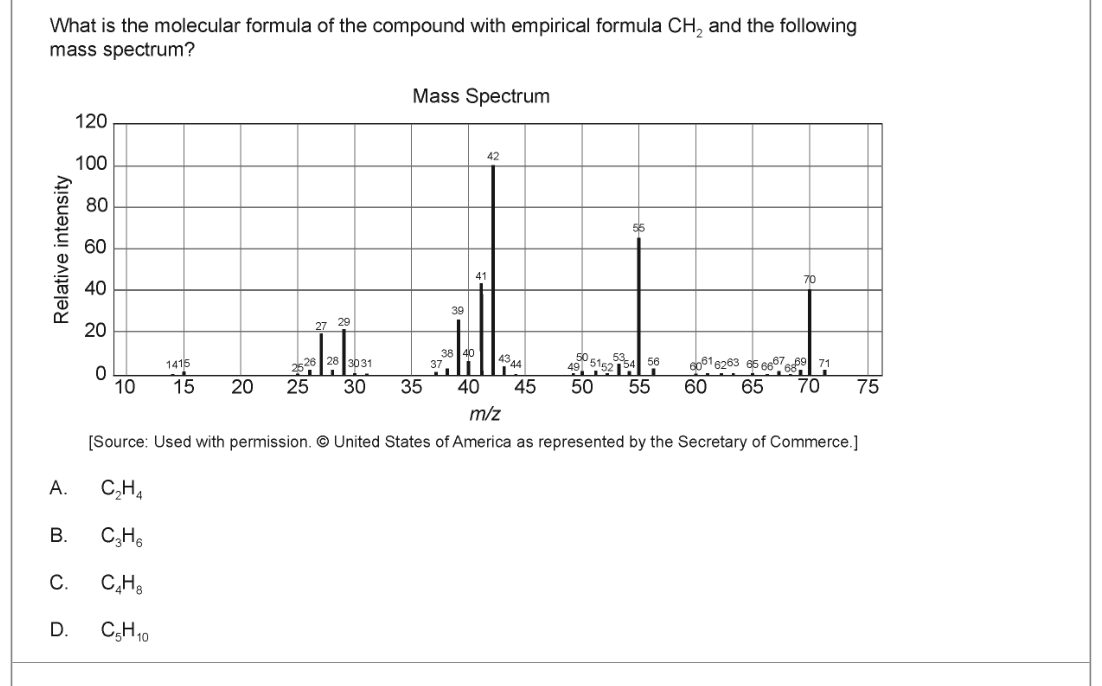 What is the molecular formula of the compound with empirical formula CH₂ and the following
mass spectrum?
Mass Spectrum
120
100
80
60
40
20
0
Relative intensity
42
55
41
70
39
27 29
14 15 25 26 28 30 31 37 38 40 43 44 49 50 51 52 53 54 56 60 61 62 63 65 66 67 68 69 71
10 15 20 25 30 35 40 45 50 55 60 65 70 75
m/z
[Source: Used with permission. © United States of America as represented by the Secretary of Commerce.]
A. C₂H₄
B. C₃H₆
C. C₄H₈
D. C₅H₁₀